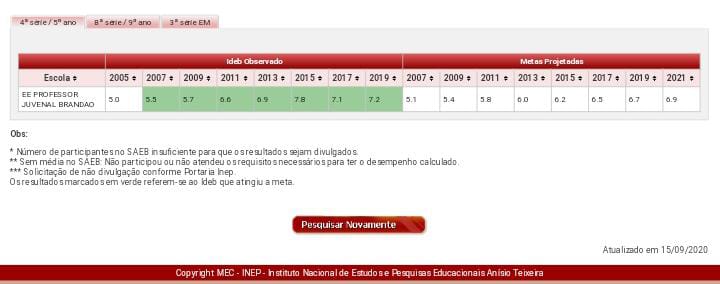 4ª série / 5º ano 8ª série / 9º ano 3ª série EM
Ideb Observado Metas Projetadas
Escola 2005 2007 2009 2011 2013 2015 2017 2019 2007 2009 2011 2013 2015 2017 2019 2021
EE PROFESSOR
JUVENAL BRANDAO 5.0 5.5 5.7 6.6 6.9 7.8 7.1 7.2 5.1 5.4 5.8 6.0 6.2 6.5 6.7 6.9
Obs:
* Número de participantes no SAEB insuficiente para que os resultados sejam divulgados.
** Sem média no SAEB: Não participou ou não atendeu os requisitos necessários para ter o desempenho calculado.
*** Solicitação de não divulgação conforme Portaria Inep.
Os resultados marcados em verde referem-se ao Ideb que atingiu a meta.
Pesquisar Novamente
Atualizado em 15/09/2020
Copyright MEC - INEP - Instituto Nacional de Estudos e Pesquisas Educacionais Anísio Teixeira